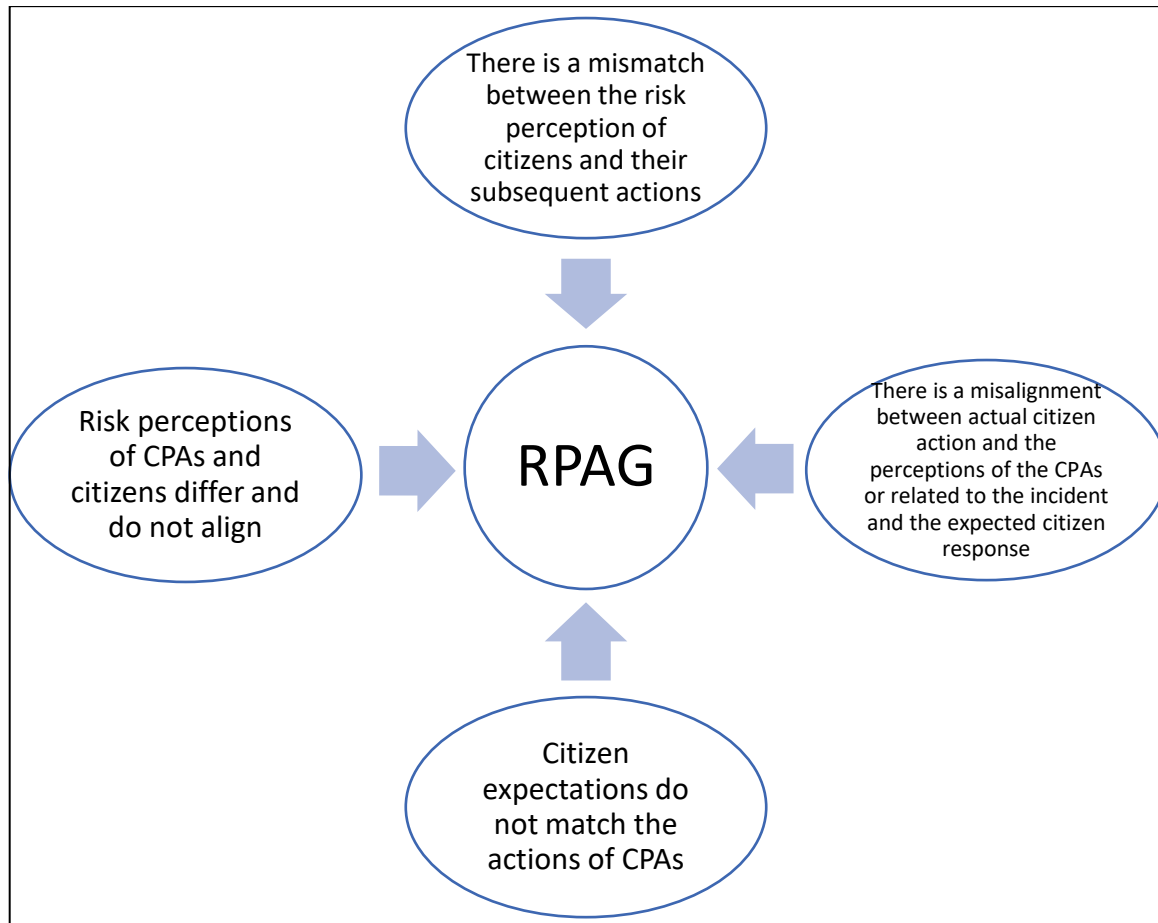 There is a mismatch
between the risk
perception of
citizens and their
subsequent actions
Risk perceptions
of CPAs and
citizens differ and
do not align
RPAG
There is a misalignment
between actual citizen
action and the
perceptions of the CPAs
or related to the incident
and the expected citizen
response
Citizen
expectations do
not match the
actions of CPAs